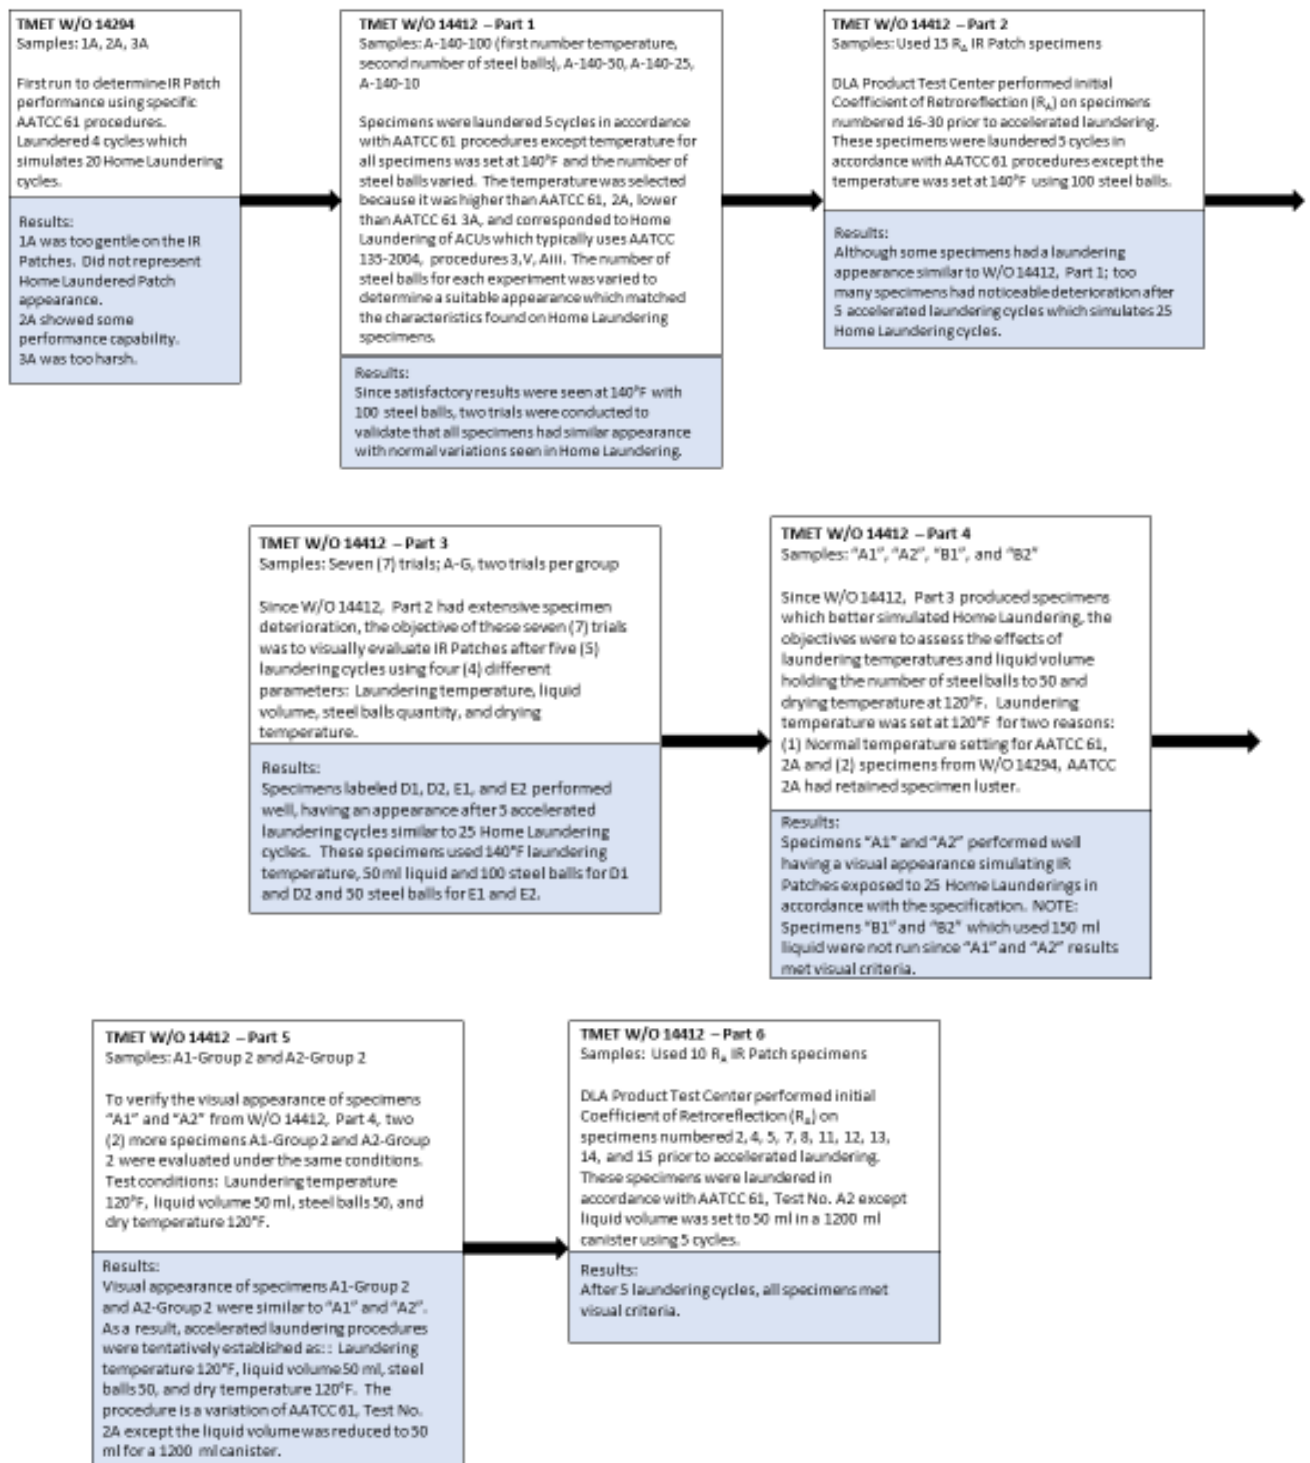 TMET W/O 14294
Samples: 1A, 2A, 3A
First run to determine IR Patch
performance using specific
AATCC 61 procedures.
Laundered 4 cycles which
simulates 20 Home Laundering
cycles.
Results:
1A was too gentle on the IR
Patches. Did not represent
Home Laundered Patch
appearance.
2A showed some
performance capability.
3A was too harsh.
TMET W/O 14412 – Part 1
Samples: A-140-100 (first number temperature,
second number of steel balls), A-140-50, A-140-25,
A-140-10
Specimens were laundered 5 cycles in accordance
with AATCC 61 procedures except temperature for
all specimens was set at 140°F and the number of
steel balls varied. The temperature was selected
because it was higher than AATCC 61, 2A, lower
than AATCC 61 3A, and corresponded to Home
Laundering of ACUs which typically uses AATCC
135-2004, procedures 3, V, Aiii. The number of
steel balls for each experiment was varied to
determine a suitable appearance which matched
the characteristics found on Home Laundering
specimens.
Results:
Since satisfactory results were seen at 140°F with
100 steel balls, two trials were conducted to
validate that all specimens had similar appearance
with normal variations seen in Home Laundering.
TMET W/O 14412 – Part 2
Samples: Used 15 RA IR Patch specimens
DLA Product Test Center performed initial
Coefficient of Retroreflection (RA) on specimens
numbered 16-30 prior to accelerated laundering.
These specimens were laundered 5 cycles in
accordance with AATCC 61 procedures except the
temperature was set at 140°F using 100 steel balls.
Results:
Although some specimens had a laundering
appearance similar to W/O 14412, Part 1; too
many specimens had noticeable deterioration after
5 accelerated laundering cycles which simulates 25
Home Laundering cycles.
TMET W/O 14412 – Part 3
Samples: Seven (7) trials; A-G, two trials per group
Since W/O 14412, Part 2 had extensive specimen
deterioration, the objective of these seven (7) trials
was to visually evaluate IR Patches after five (5)
laundering cycles using four (4) different
parameters: Laundering temperature, liquid
volume, steel balls quantity, and drying
temperature.
Results:
Specimens labeled D1, D2, E1, and E2 performed
well, having an appearance after 5 accelerated
laundering cycles similar to 25 Home Laundering
cycles. These specimens used 140°F laundering
temperature, 50 ml liquid and 100 steel balls for D1
and D2 and 50 steel balls for E1 and E2.
TMET W/O 14412 – Part 4
Samples: "A1", "A2", "B1", and "B2"
Since W/O 14412, Part 3 produced specimens
which better simulated Home Laundering, the
objectives were to assess the effects of
laundering temperatures and liquid volume
holding the number of steel balls to 50 and
drying temperature at 120°F. Laundering
temperature was set at 120°F for two reasons:
(1) Normal temperature setting for AATCC 61,
2A and (2) specimens from W/O 14294, AATCC
2A had retained specimen luster.
Results:
Specimens "A1" and "A2" performed well
having a visual appearance simulating IR
Patches exposed to 25 Home Launderings in
accordance with the specification. NOTE:
Specimens "B1" and "B2" which used 150 ml
liquid were not run since "A1" and "A2" results
met visual criteria.
TMET W/O 14412 – Part 5
Samples: A1-Group 2 and A2-Group 2
To verify the visual appearance of specimens
"A1" and "A2" from W/O 14412, Part 4, two
(2) more specimens A1-Group 2 and A2-Group
2 were evaluated under the same conditions.
Test conditions: Laundering temperature
120°F, liquid volume 50 ml, steel balls 50, and
dry temperature 120°F.
Results:
Visual appearance of specimens A1-Group 2
and A2-Group 2 were similar to "A1" and "A2".
As a result, accelerated laundering procedures
were tentatively established as: : Laundering
temperature 120°F, liquid volume 50 ml, steel
balls 50, and dry temperature 120°F. The
procedure is a variation of AATCC 61, Test No.
2A except the liquid volume was reduced to 50
ml for a 1200 ml canister.
TMET W/O 14412 – Part 6
Samples: Used 10 RA IR Patch specimens
DLA Product Test Center performed initial
Coefficient of Retroreflection (RA) on
specimens numbered 2, 4, 5, 7, 8, 11, 12, 13,
14, and 15 prior to accelerated laundering.
These specimens were laundered in
accordance with AATCC 61, Test No. A2 except
liquid volume was set to 50 ml in a 1200 ml
canister using 5 cycles.
Results:
After 5 laundering cycles, all specimens met
visual criteria.